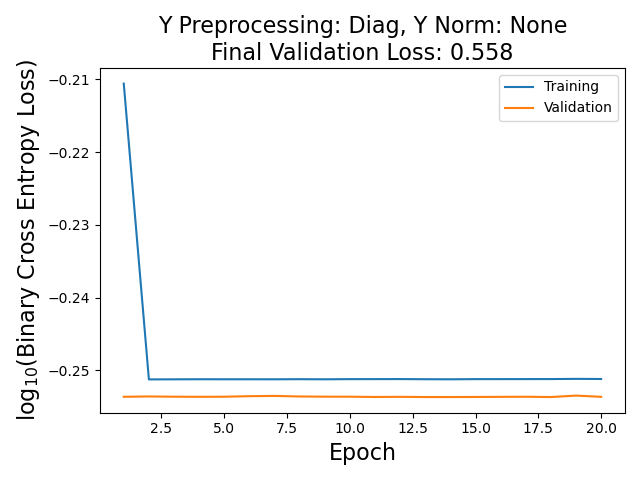 Y Preprocessing: Diag, Y Norm: None
Final Validation Loss: 0.558
Training
Validation
log10(Binary Cross Entropy Loss)
−0.21
−0.22
−0.23
−0.24
−0.25
2.5 5.0 7.5 10.0 12.5 15.0 17.5 20.0
Epoch